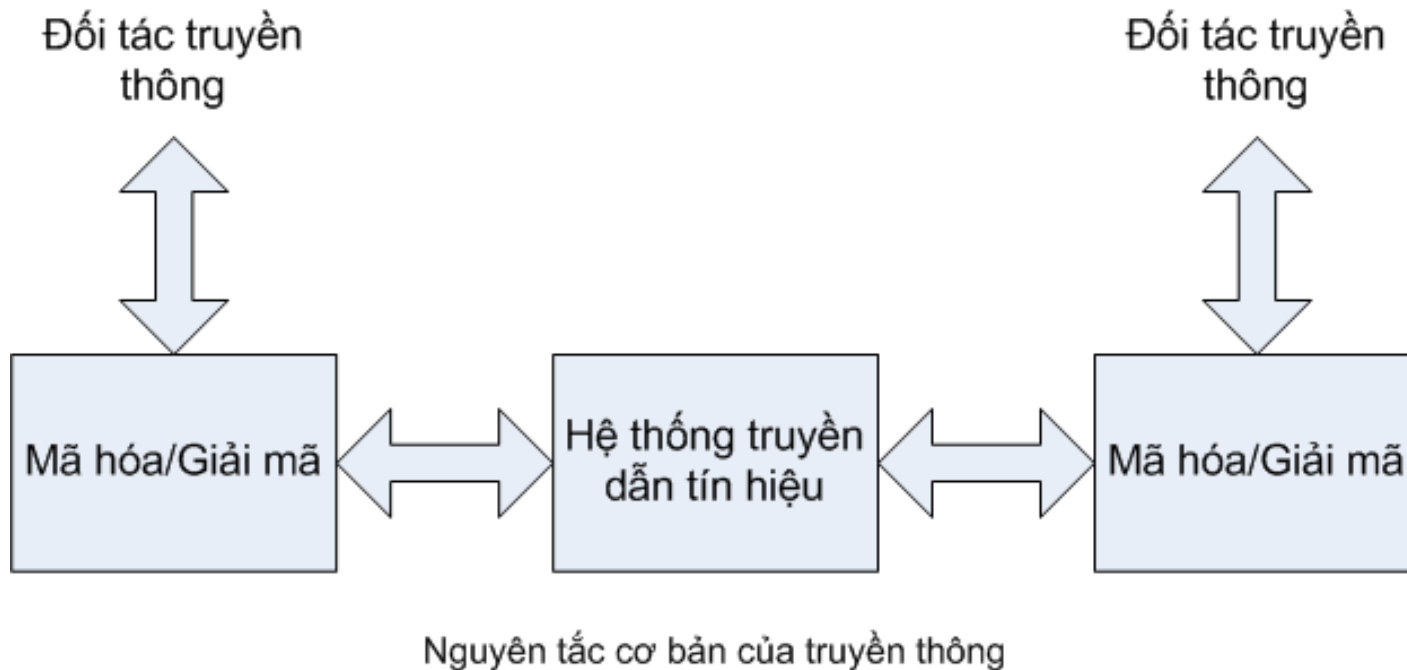 Đối tác truyền
thông
Đối tác truyền
thông
Mã hóa/Giải mã
Hệ thống truyền
dẫn tín hiệu
Mã hóa/Giải mã
Nguyên tắc cơ bản của truyền thông